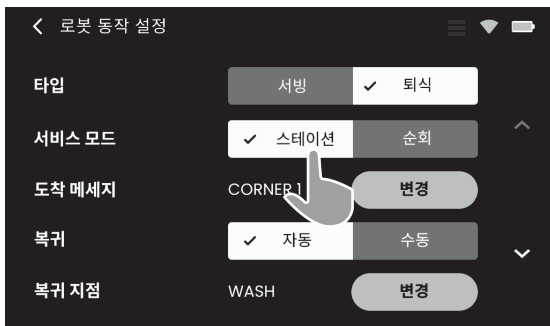 로봇 동작 설정
타입 서빙 퇴식
서비스 모드 스테이션 순회
도착 메세지 CORNER 1 변경
복귀 자동 수동
복귀 지점 WASH 변경